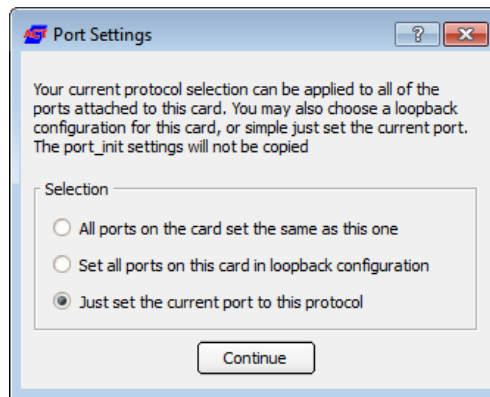 AGT Port Settings
?
Your current protocol selection can be applied to all of the
ports attached to this card. You may also choose a loopback
configuration for this card, or simple just set the current port.
The port_init settings will not be copied
Selection
All ports on the card set the same as this one
Set all ports on this card in loopback configuration
Just set the current port to this protocol
Continue